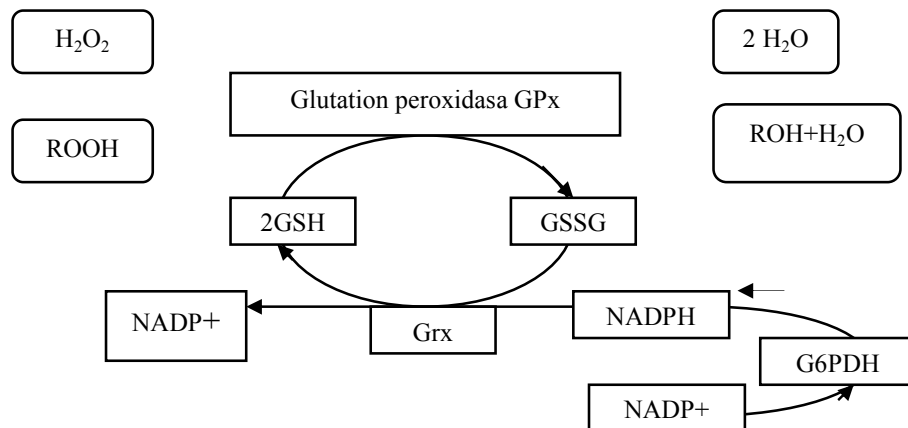 H₂O₂
2 H₂O
Glutation peroxidasa GPx
ROOH
ROH+H₂O
2GSH
GSSG
NADP+
Grx
NADPH
G6PDH
NADP+